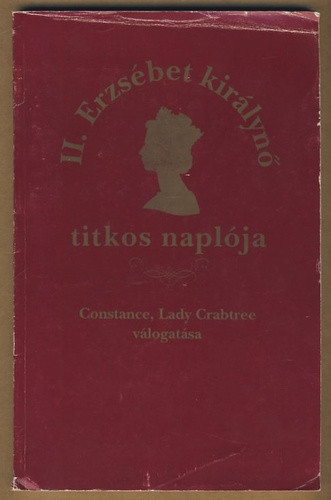 II. Erzsébet királynő
titkos naplója
Constance, Lady Crabtree
válogatása